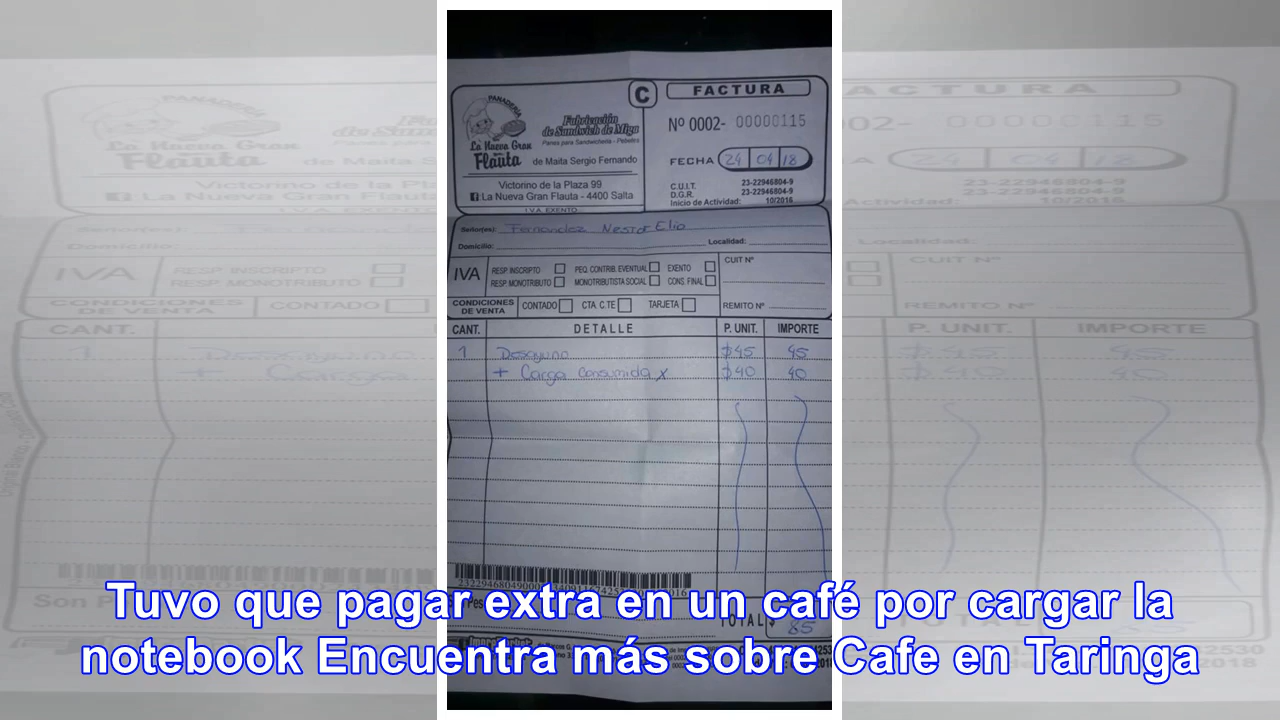 PANADERÍA
La Nueva Gran
Flauta
Fabricación
de Sandwich de Miga
Panes para Sandwichería - Pebetes
de Maita Sergio Fernando
Victorino de la Plaza 99
La Nueva Gran Flauta - 4400 Salta
I.V.A. EXENTO
C
FACTURA
Nº 0002- 00000115
FECHA 24 04 18
C.U.I.T. 23-22946804-9
D.G.R. 23-22946804-9
Inicio de Actividad: 10/2016
Señor(es): Fernandez Nestor Elio
Domicilio: Localidad:
IVA
RESP. INSCRIPTO PEQ. CONTRIB. EVENTUAL EXENTO
RESP. MONOTRIBUTO MONOTRIBUTISTA SOCIAL CONS. FINAL
CUIT Nº
CONDICIONES
DE VENTA
CONTADO CTA. CTE TARJETA
REMITO Nº
CANT. DETALLE P. UNIT. IMPORTE
1 Desayuno $45 45
+ Carga consumida x $40 40
TOTAL $ 85
Tuvo que pagar extra en un café por cargar la
notebook Encuentra más sobre Cafe en Taringa